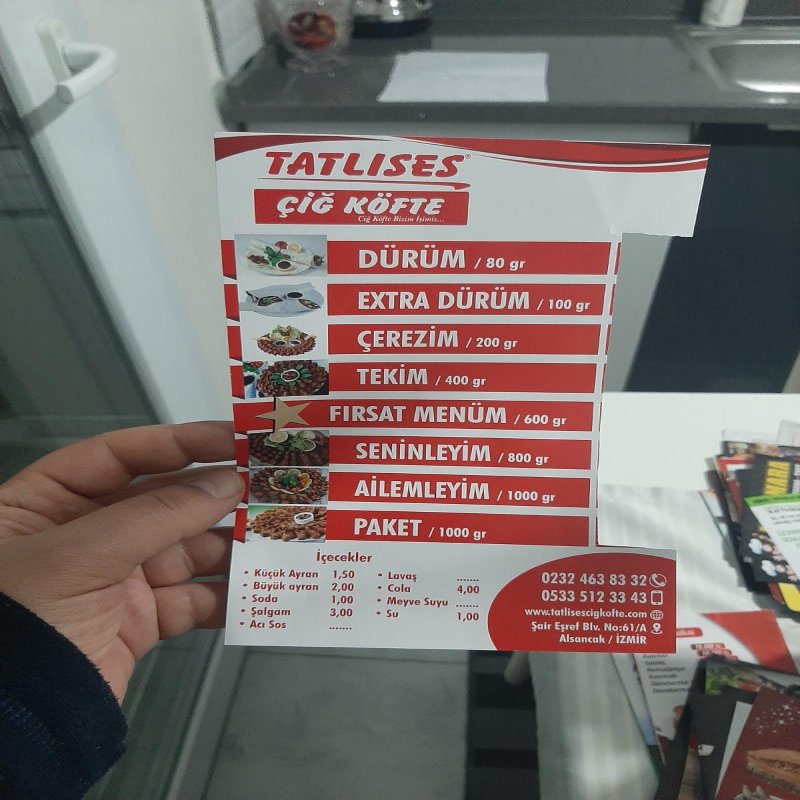 TATLISES®
ÇİĞ KÖFTE
Çiğ Köfte Bizim İşimiz...
DÜRÜM / 80 gr
EXTRA DÜRÜM / 100 gr
ÇEREZİM / 200 gr
TEKİM / 400 gr
FIRSAT MENÜM / 600 gr
SENİNLEYİM / 800 gr
AİLEMLEYİM / 1000 gr
PAKET / 1000 gr
İçecekler
• Küçük Ayran 1,50
• Büyük ayran 2,00
• Soda 1,00
• Şalgam 3,00
• Acı Sos .......
• Lavaş .......
• Cola 4,00
• Meyve Suyu .......
• Su 1,00
0232 463 83 32
0533 512 33 43
www.tatlisescigkofte.com
Şair Eşref Blv. No:61/A
Alsancak / İZMİR